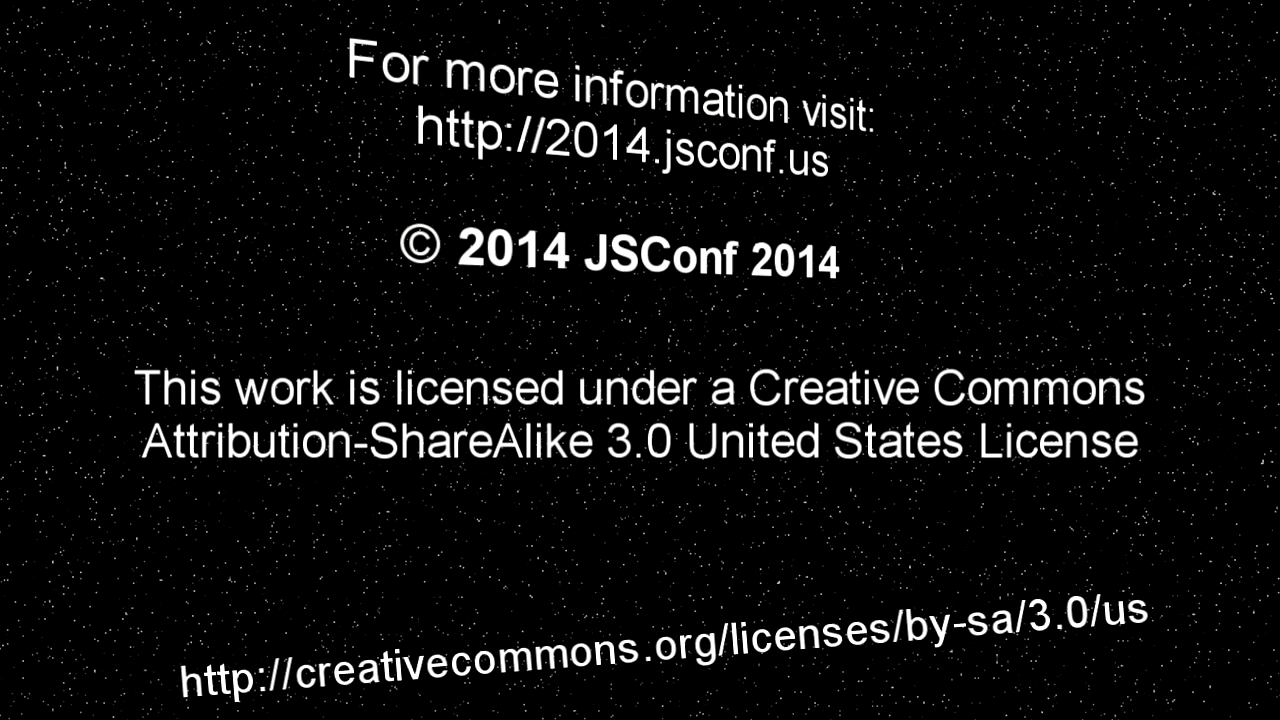 For more information visit:
http://2014.jsconf.us
© 2014 JSConf 2014
This work is licensed under a Creative Commons
Attribution-ShareAlike 3.0 United States License
http://creativecommons.org/licenses/by-sa/3.0/us